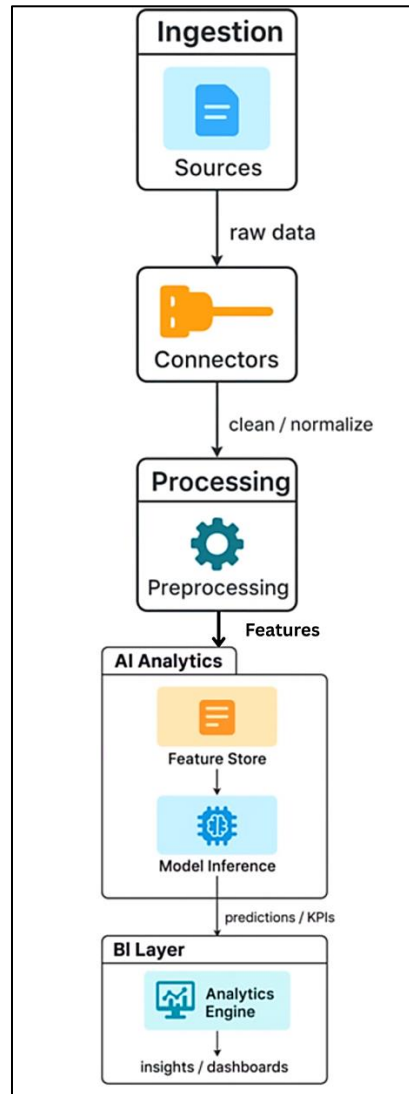 Ingestion
Sources
raw data
Connectors
clean / normalize
Processing
Preprocessing
Features
AI Analytics
Feature Store
Model Inference
predictions / KPIs
BI Layer
Analytics
Engine
insights / dashboards